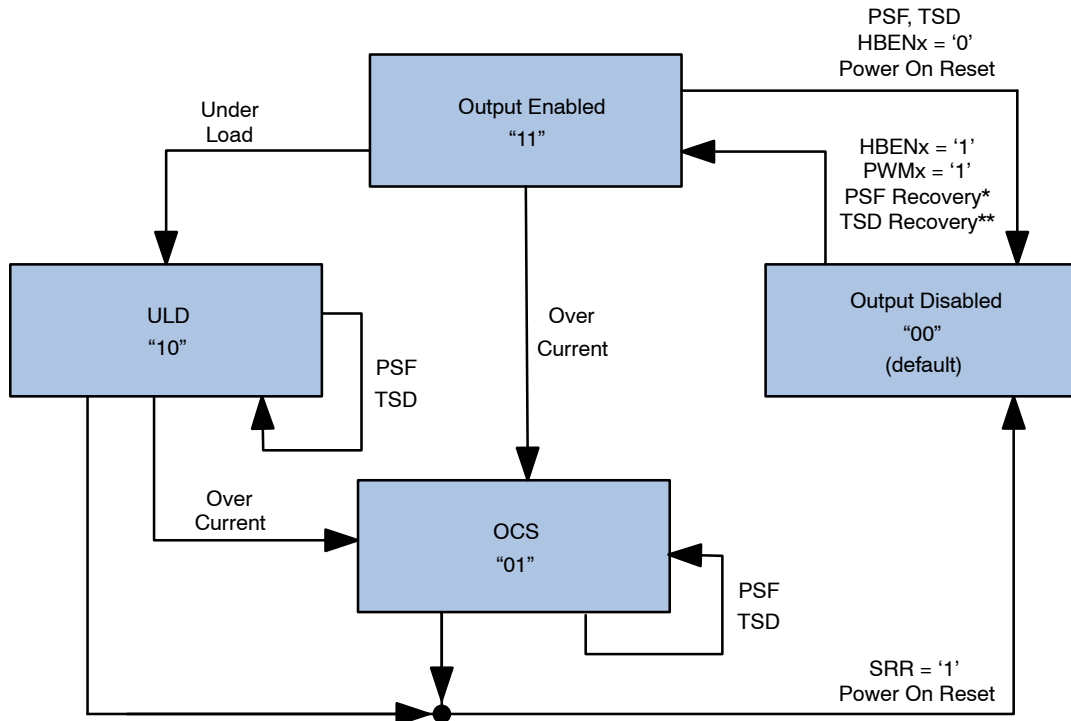 PSF, TSD
HBENx = ‘0’
Power On Reset
Under
Load
Output Enabled
“11”
HBENx = ‘1’
PWMx = ‘1’
PSF Recovery*
TSD Recovery**
ULD
“10”
PSF
TSD
Over
Current
Output Disabled
“00”
(default)
Over
Current
OCS
“01”
PSF
TSD
SRR = ‘1’
Power On Reset